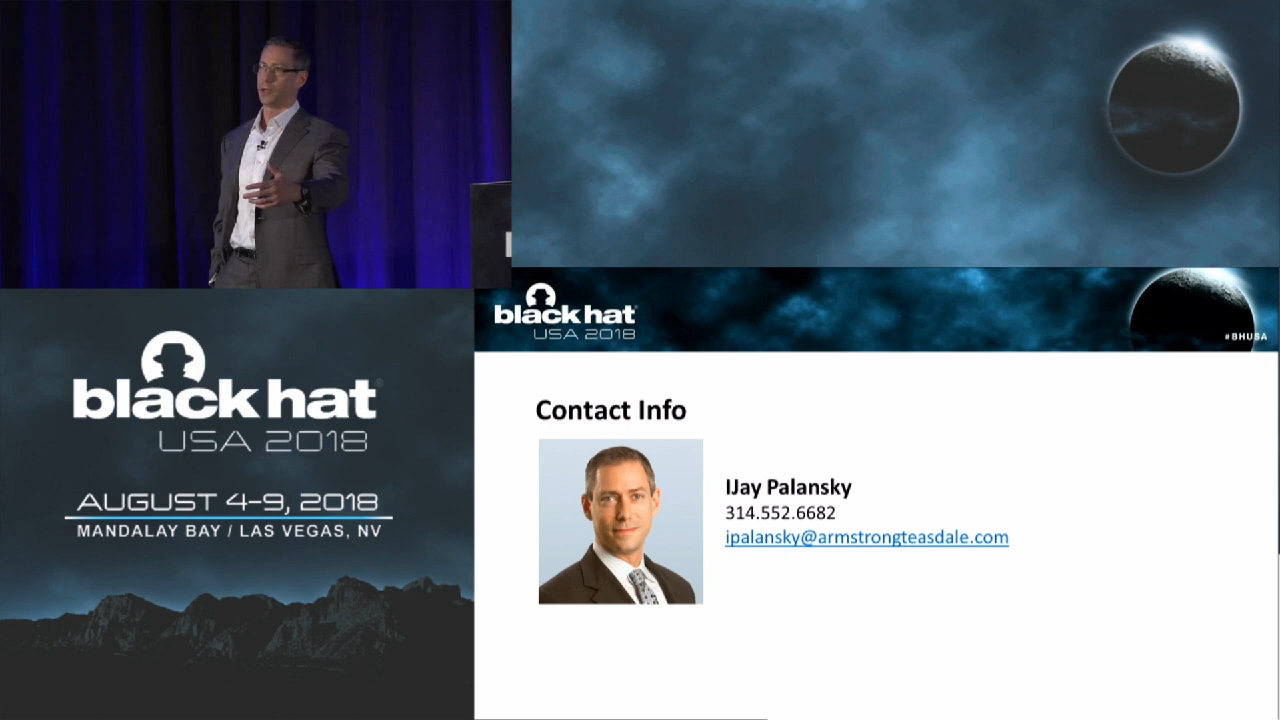 black hat
USA 2018
#BHUSA
black hat
USA 2018
AUGUST 4-9, 2018
MANDALAY BAY / LAS VEGAS, NV
Contact Info
IJay Palansky
314.552.6682
ipalansky@armstrongteasdale.com